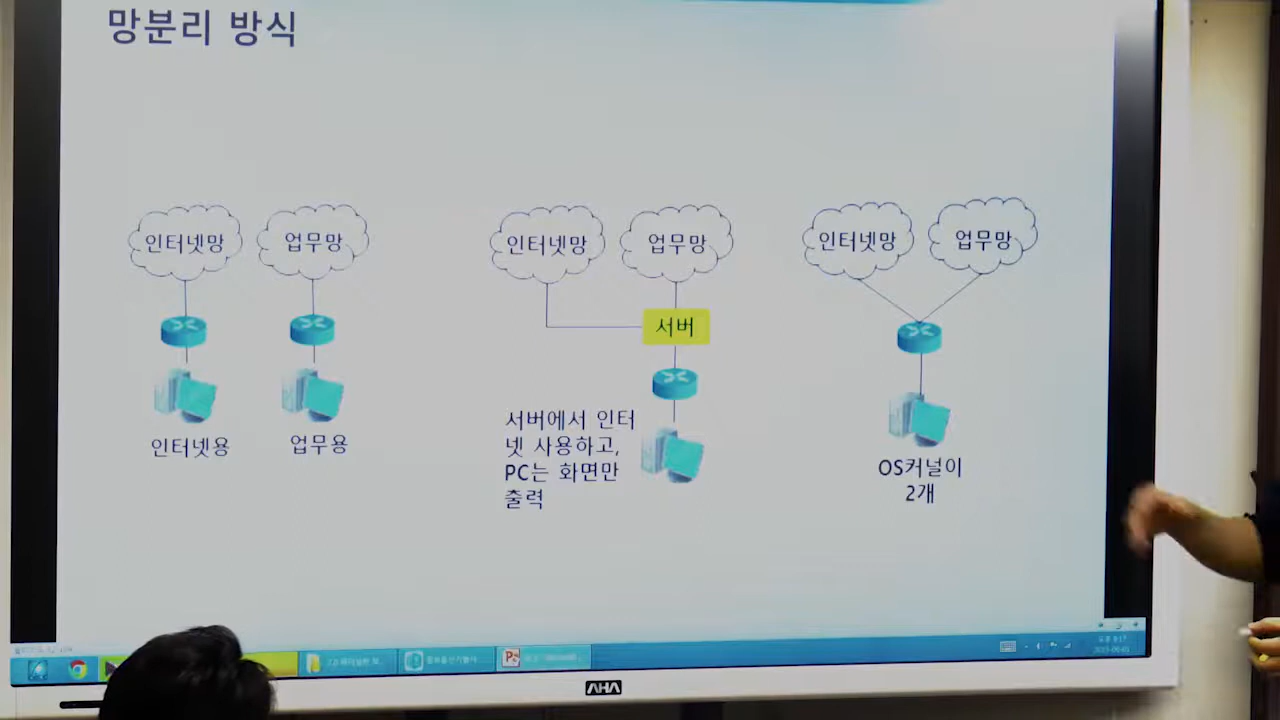 망분리 방식
인터넷망
업무망
인터넷용
업무용
인터넷망
업무망
서버
서버에서 인터
넷 사용하고,
PC는 화면만
출력
인터넷망
업무망
OS커널이
2개
AHA